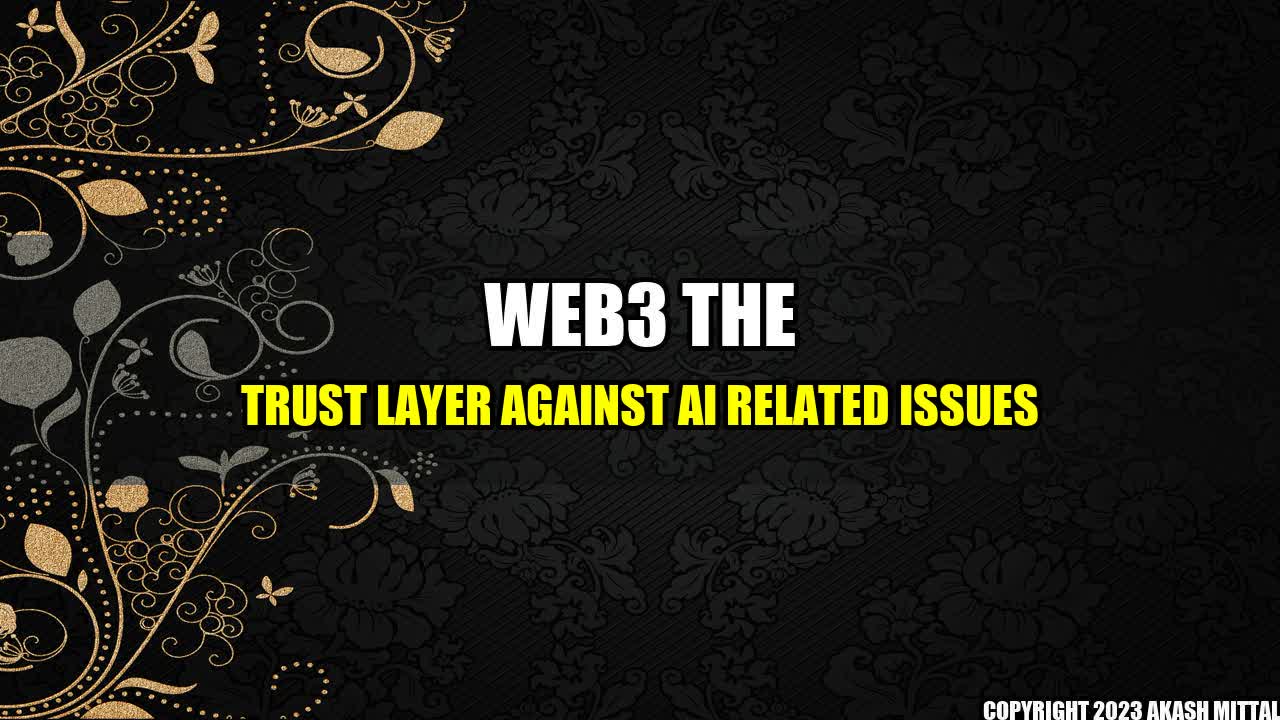 WEB3 THE
TRUST LAYER AGAINST AI RELATED ISSUES
COPYRIGHT 2023 AKASH MITTAL